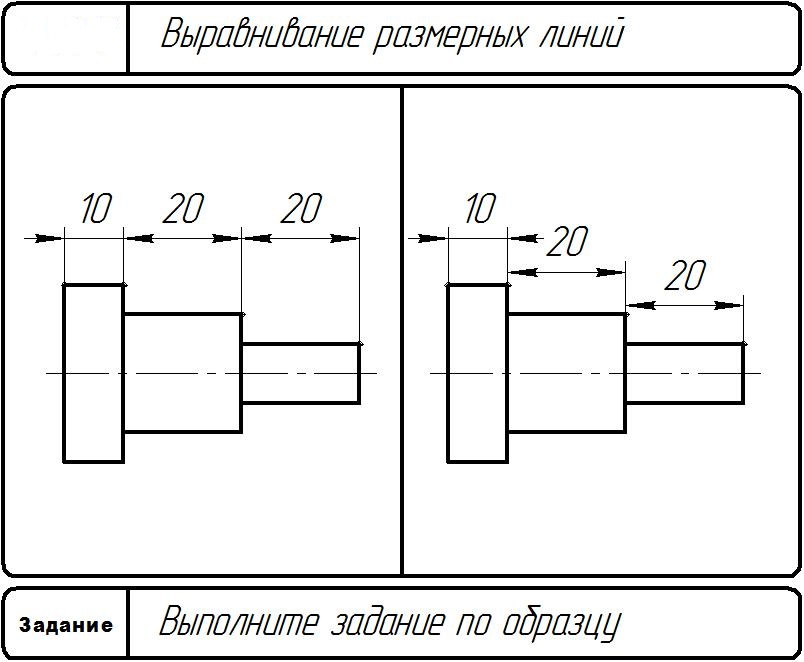 Выравнивание размерных линий
10 20 20
10
20
20
Задание
Выполните задание по образцу